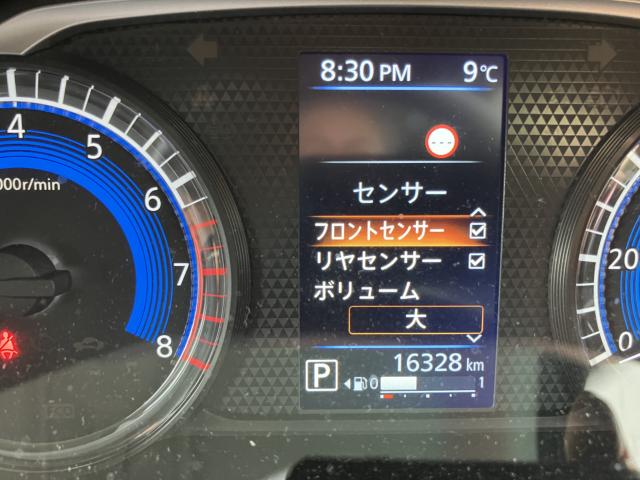 8:30 PM 9℃
---
センサー
フロントセンサー
リヤセンサー
ボリューム
大
P
16328 km
0 1
4
5
6
7
8
000r/min
20
0